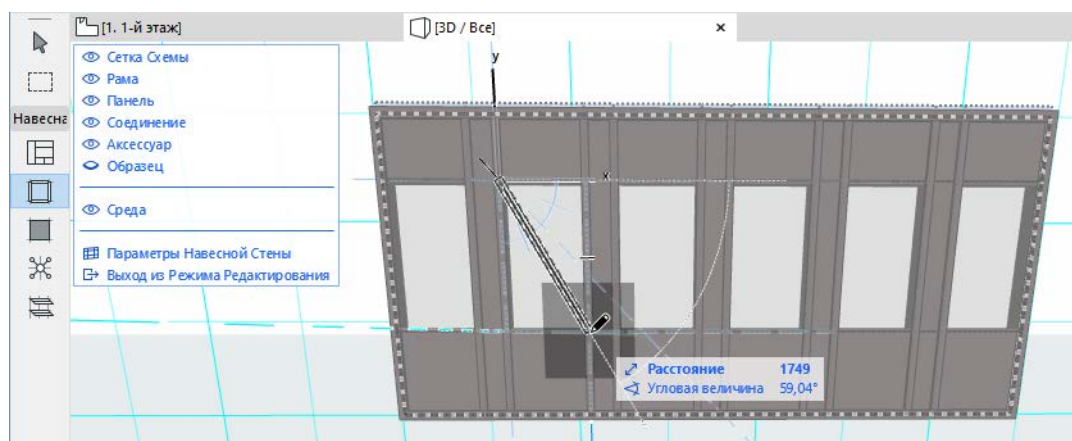 [1. 1-й этаж]
[3D / Все]
Навесна
Сетка Схемы
Рама
Панель
Соединение
Аксессуар
Образец
Среда
Параметры Навесной Стены
Выход из Режима Редактирования
y
x
Расстояние 1749
Угловая величина 59,04°